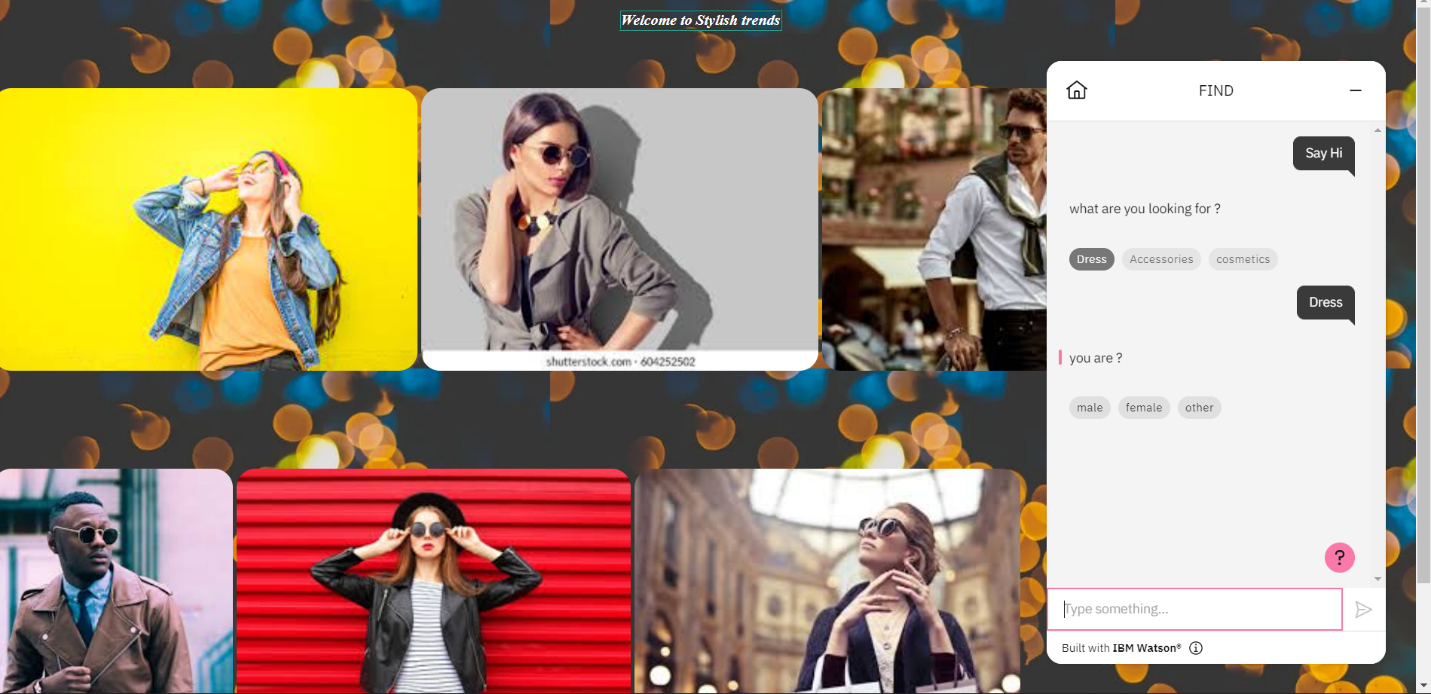 Welcome to Stylish trends
shutterstock.com · 604252502
FIND
Say Hi
what are you looking for ?
Dress Accessories cosmetics
Dress
you are ?
male female other
?
Type something...
Built with IBM Watson®